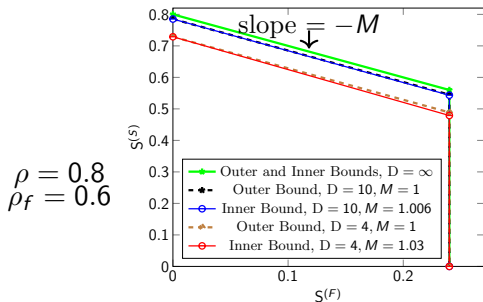 slope = −M
0.8
0.7
0.6
0.5
0.4
0.3
0.2
0.1
0
S(S)
ρ = 0.8
ρf = 0.6
Outer and Inner Bounds, D = ∞
Outer Bound, D = 10, M = 1
Inner Bound, D = 10, M = 1.006
Outer Bound, D = 4, M = 1
Inner Bound, D = 4, M = 1.03
0 0.1 0.2
S(F)